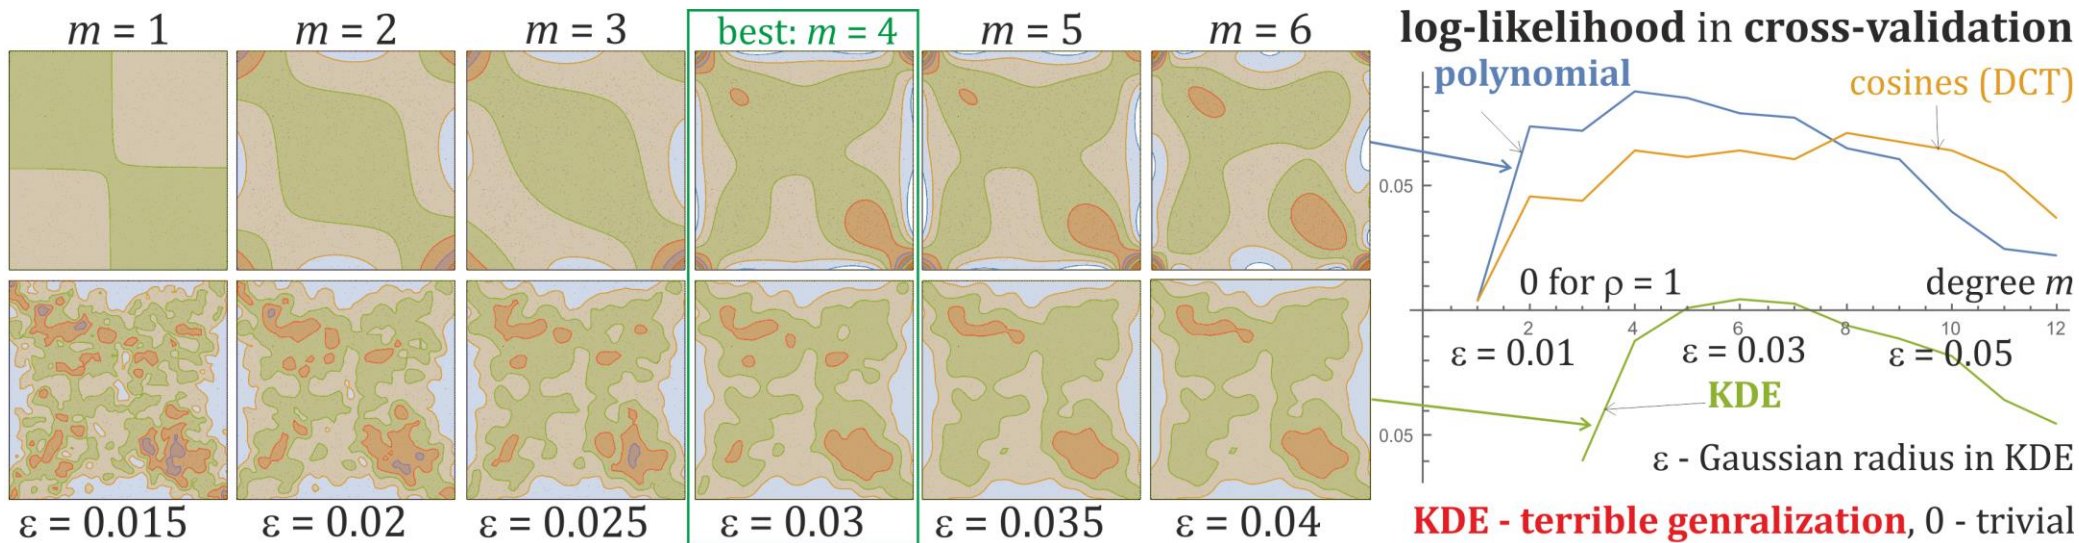 m = 1
m = 2
m = 3
best: m = 4
m = 5
m = 6
ε = 0.015
ε = 0.02
ε = 0.025
ε = 0.03
ε = 0.035
ε = 0.04
log-likelihood in cross-validation
polynomial
cosines (DCT)
0.05
0 for ρ = 1
degree m
2 4 6 8 10 12
ε = 0.01
ε = 0.03
ε = 0.05
KDE
0.05
ε - Gaussian radius in KDE
KDE - terrible genralization, 0 - trivial